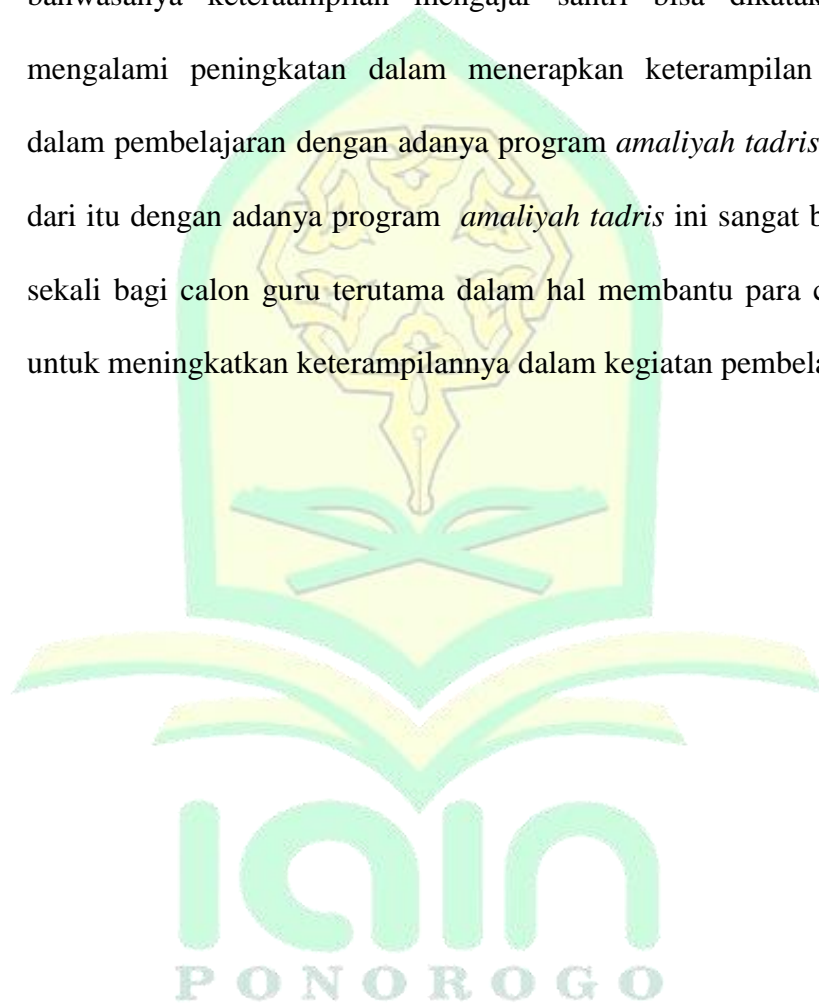 bahwasanya keteraampilan mengajar santri bisa
mengalami peningkatan dalam menerapkan keterampilan
dalam pembelajaran dengan adanya program amaliyah tadris
dari itu dengan adanya program amaliyah tadris ini sangat
sekali bagi calon guru terutama dalam hal membantu para
untuk meningkatkan keterampilannya dalam kegiatan
iain
PONOROGO